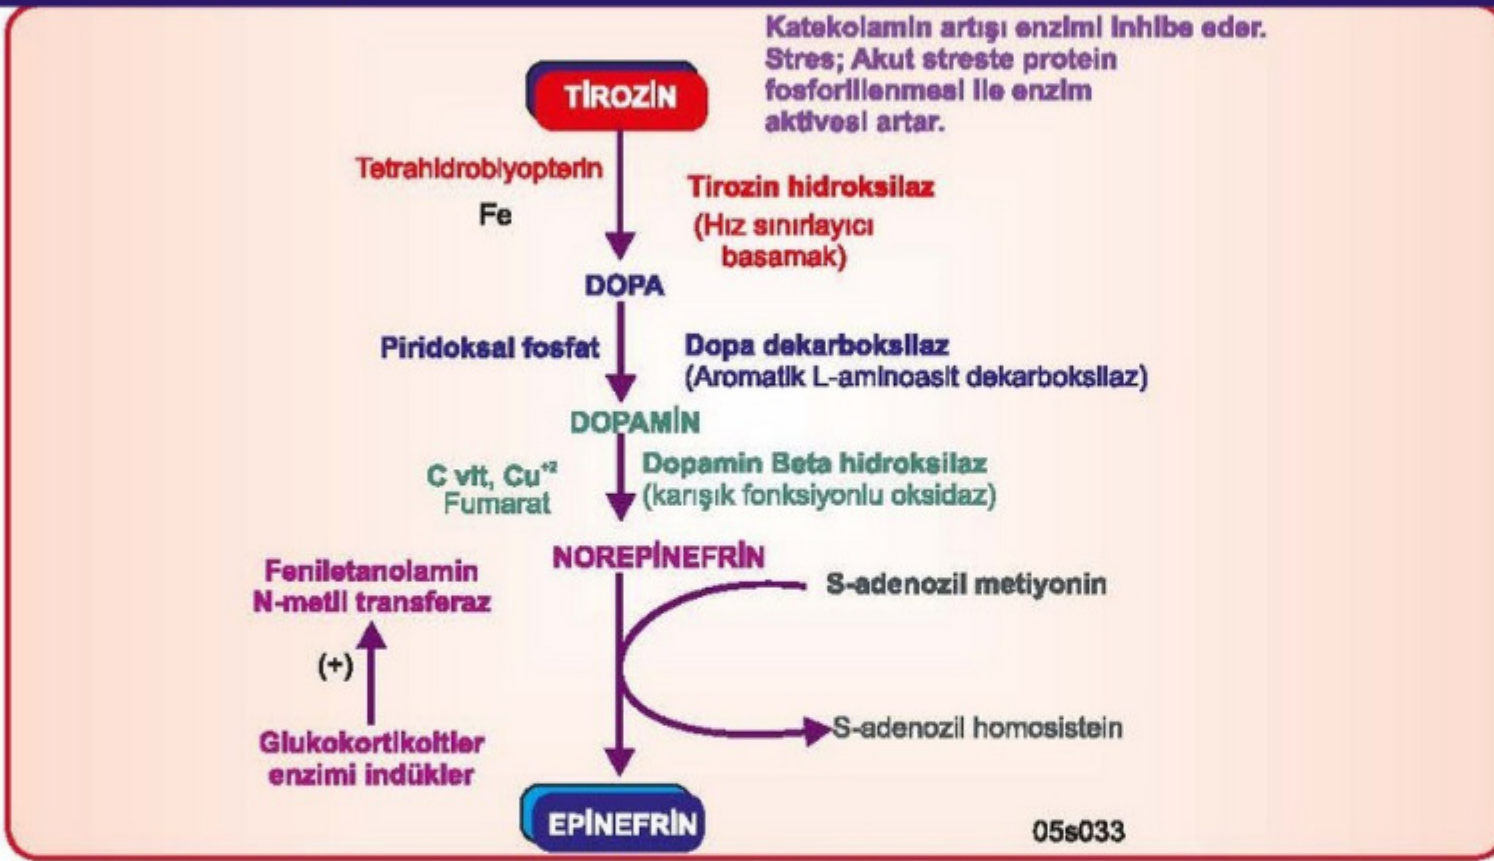 Katekolamin artışı enzimi inhibe eder.
Stres; Akut streste protein
fosforillenmesi ile enzim
aktivesi artar.
TİROZİN
Tetrahidrobiyopterin
Fe
Tirozin hidroksilaz
(Hız sınırlayıcı
basamak)
DOPA
Piridoksal fosfat
Dopa dekarboksilaz
(Aromatik L-aminoasit dekarboksilaz)
DOPAMİN
C vit, Cu⁺²
Fumarat
Dopamin Beta hidroksilaz
(karışık fonksiyonlu oksidaz)
NOREPİNEFRİN
Feniletanolamin
N-metil transferaz
S-adenozil metiyonin
(+)
S-adenozil homosistein
Glukokortikoitler
enzimi indükler
EPİNEFRİN
05s033